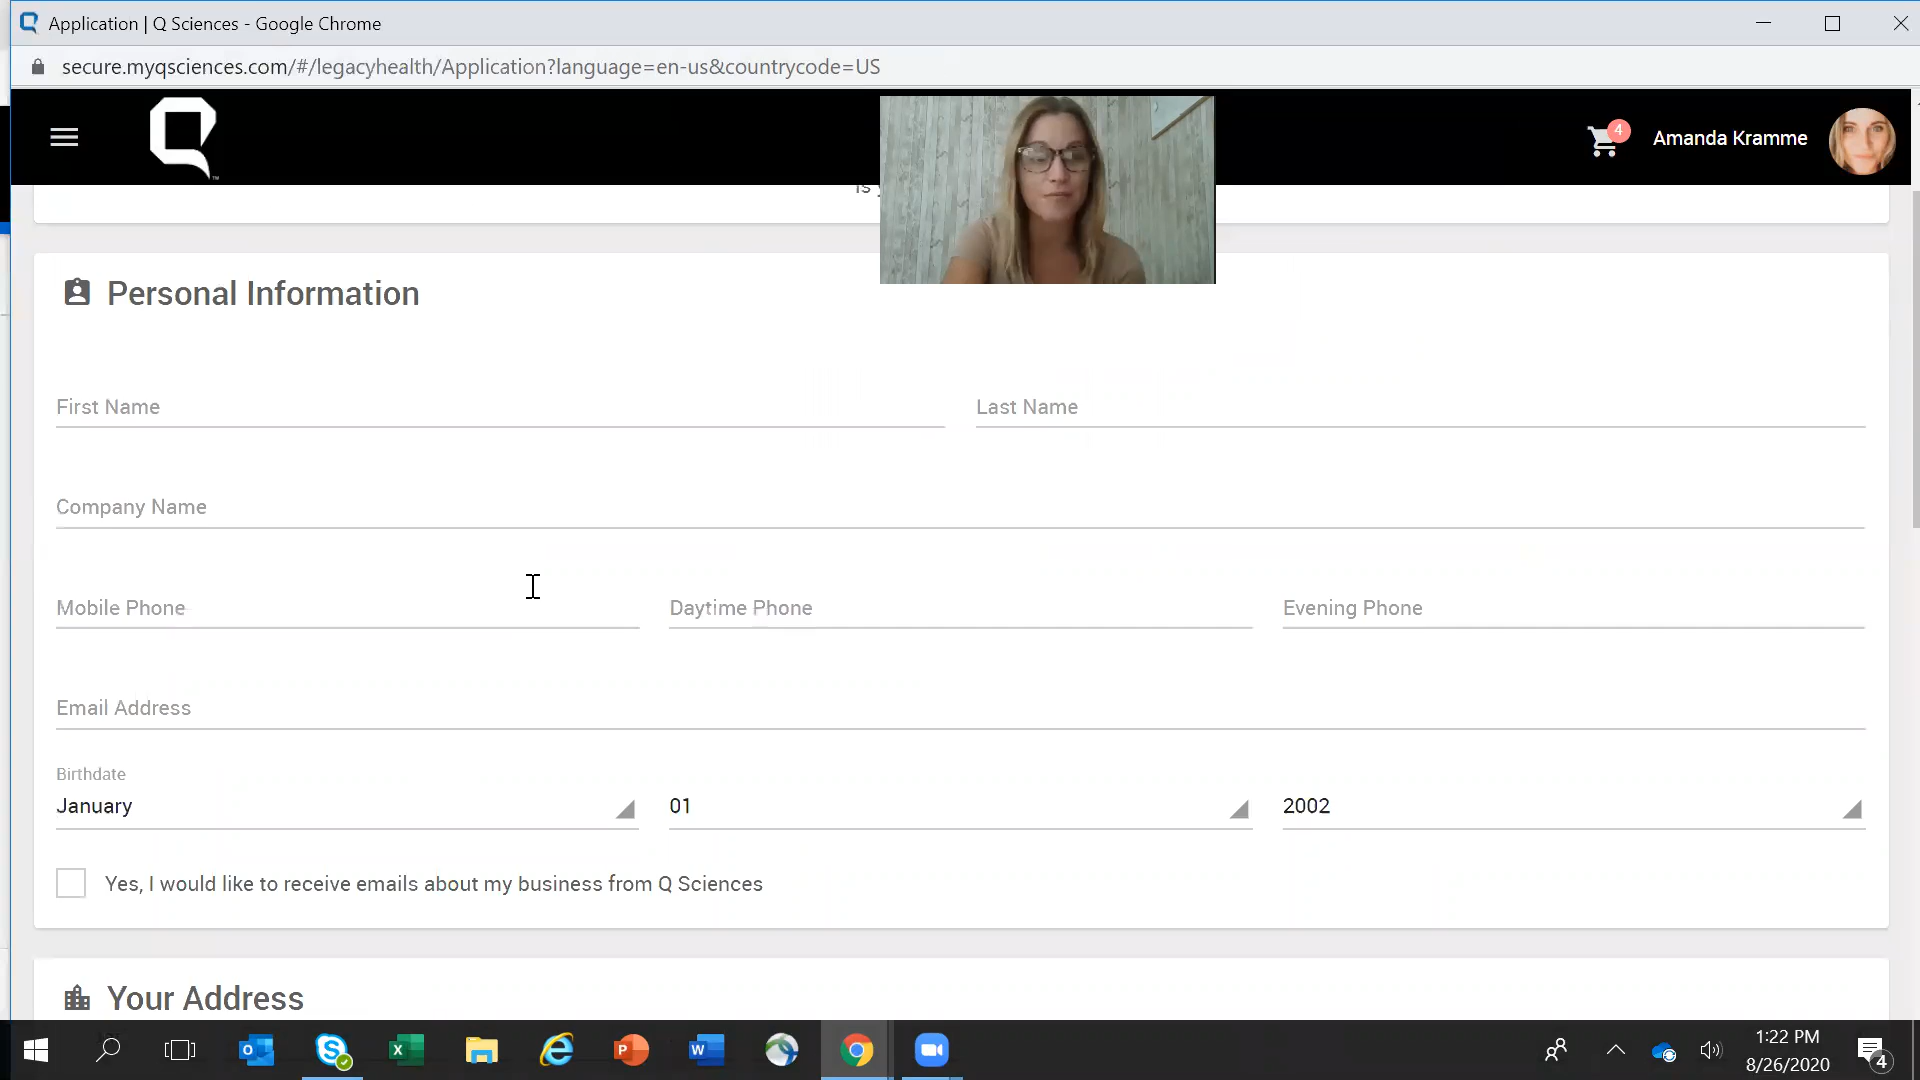 Application | Q Sciences - Google Chrome
secure.myqsciences.com/#/legacyhealth/Application?language=en-us&countrycode=US
4
Amanda Kramme
Personal Information
First Name
Last Name
Company Name
Mobile Phone
Daytime Phone
Evening Phone
Email Address
Birthdate
January
01
2002
Yes, I would like to receive emails about my business from Q Sciences
Your Address
1:22 PM
8/26/2020
4